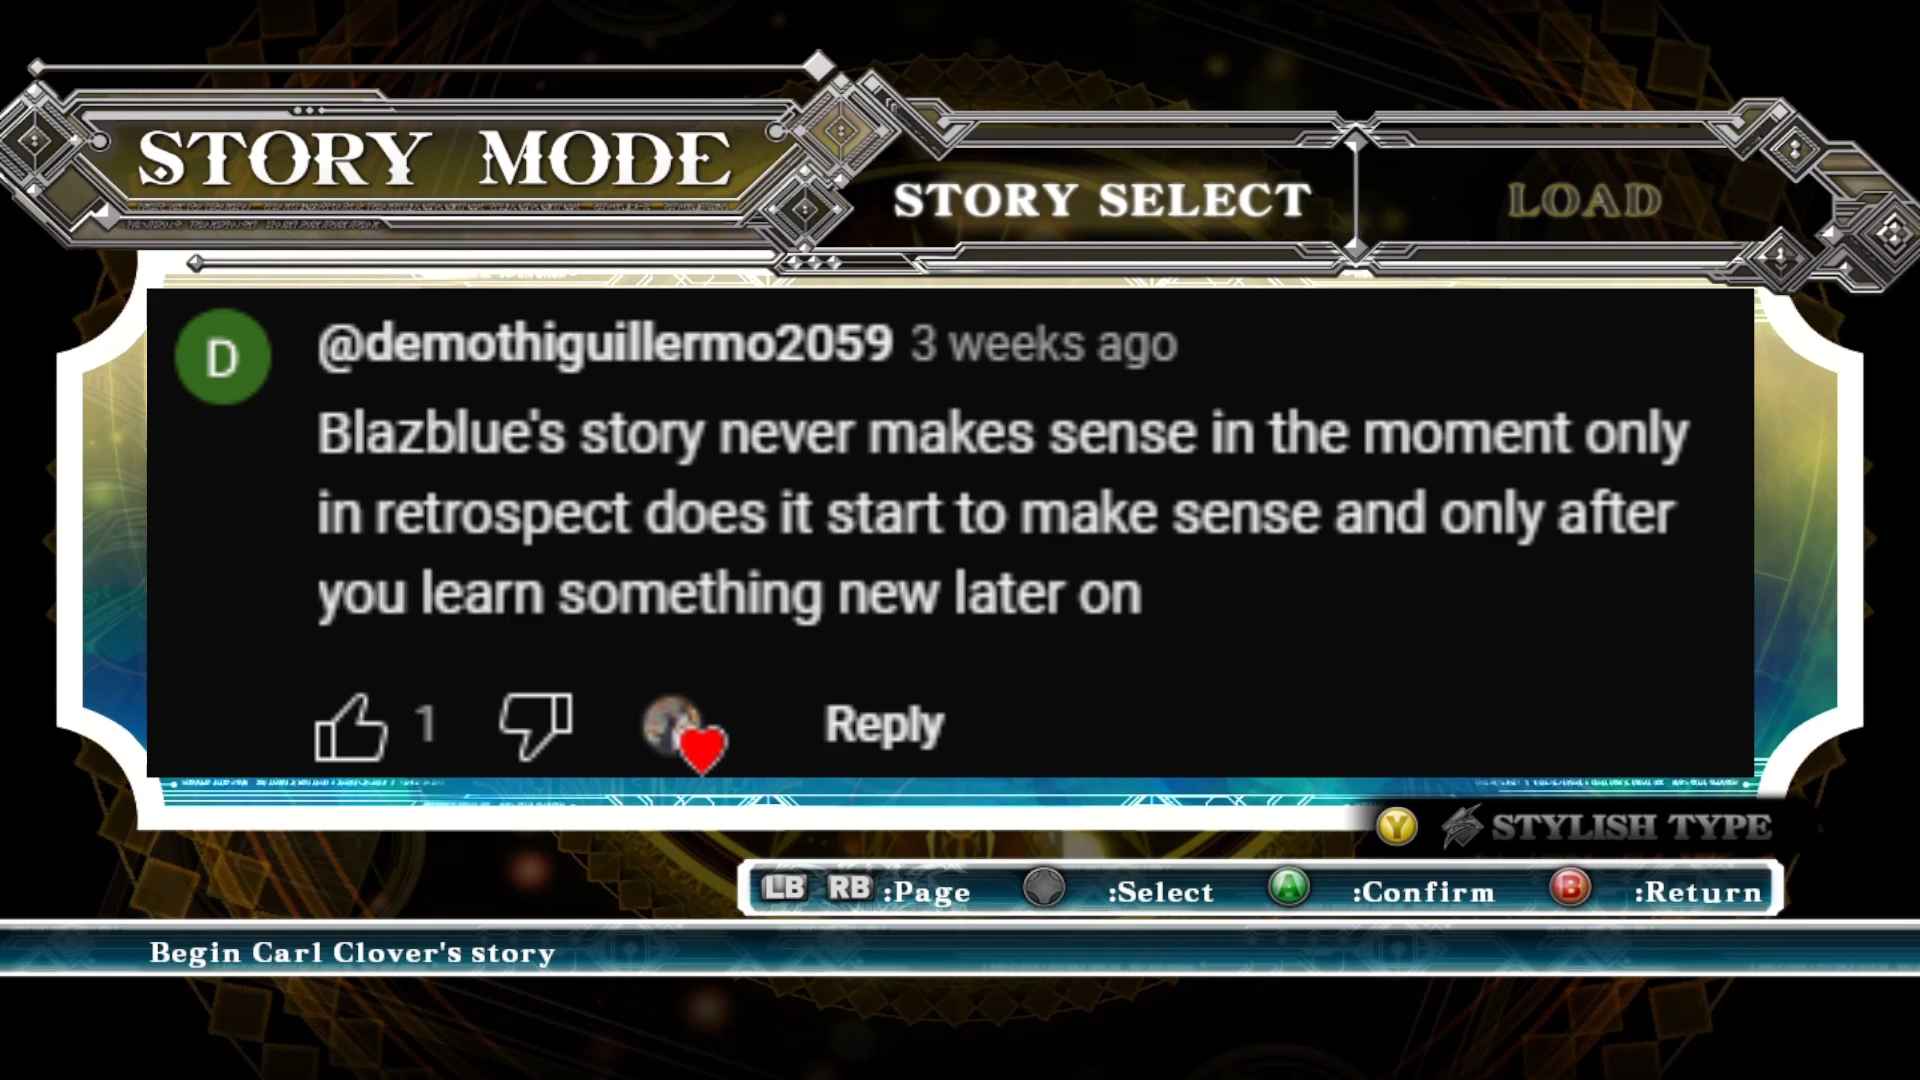 STORY MODE
STORY SELECT
LOAD
D
@demothiguillermo2059 3 weeks ago
Blazblue's story never makes sense in the moment only
in retrospect does it start to make sense and only after
you learn something new later on
1
Reply
Y STYLISH TYPE
LB RB :Page :Select A :Confirm B :Return
Begin Carl Clover's story